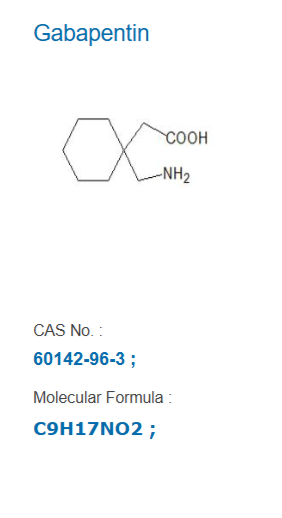 Gabapentin
COOH
NH2
CAS No. :
60142-96-3 ;
Molecular Formula :
C9H17NO2 ;